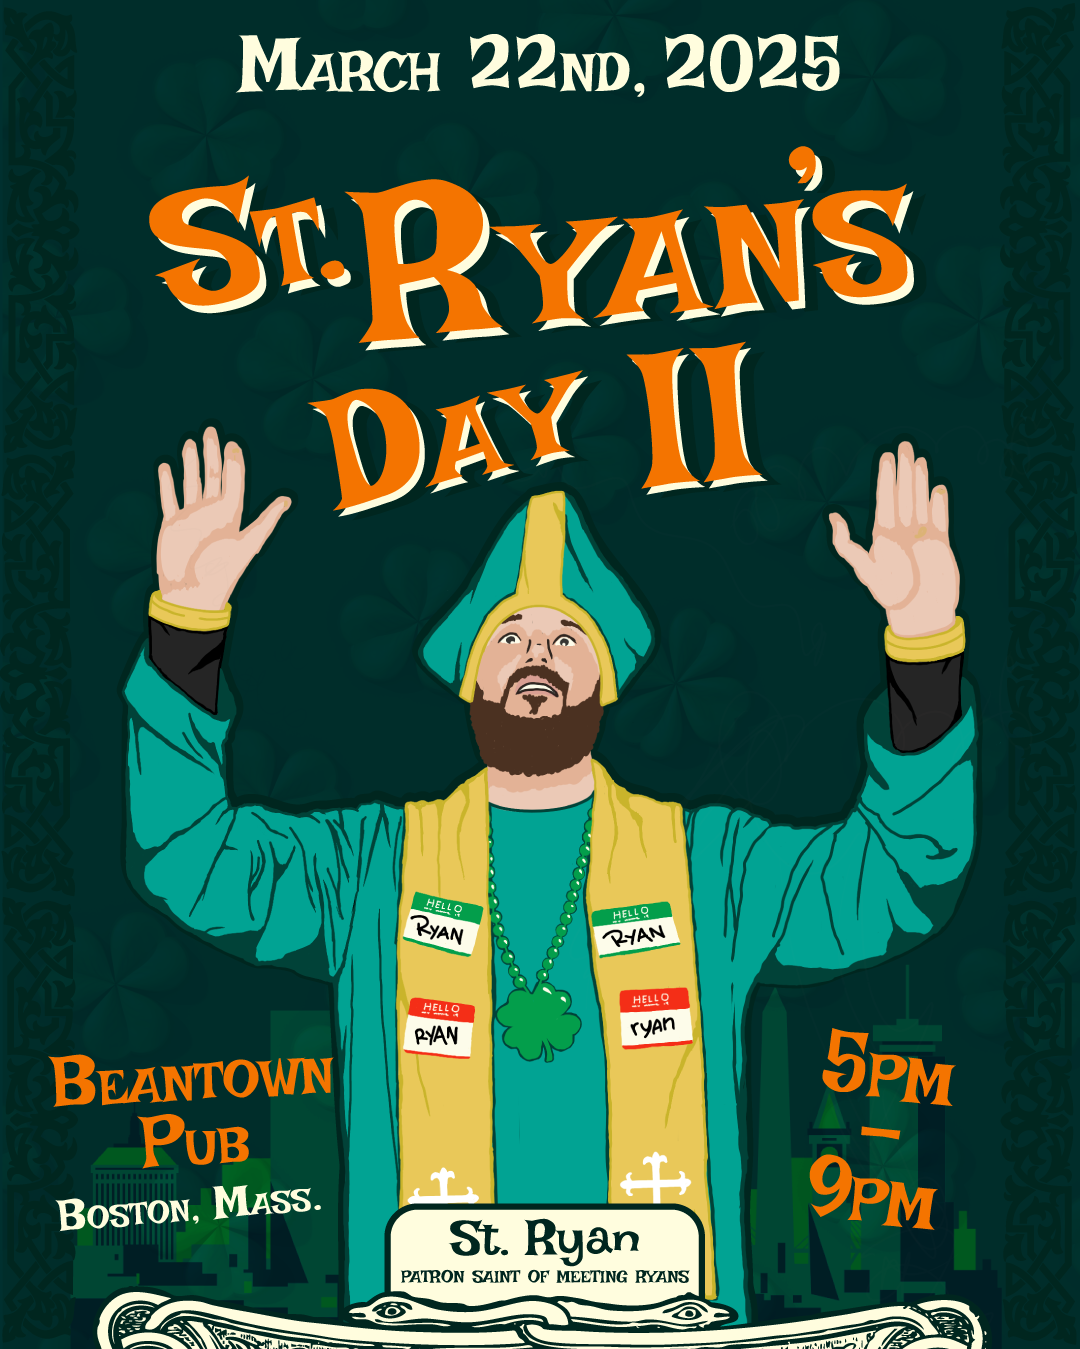 March 22nd, 2025
St. Ryan's
Day II
HELLO
Ryan
HELLO
Ryan
HELLO
Ryan
HELLO
ryan
Beantown
Pub
Boston, Mass.
5pm
–
9pm
St. Ryan
PATRON SAINT OF MEETING RYANS